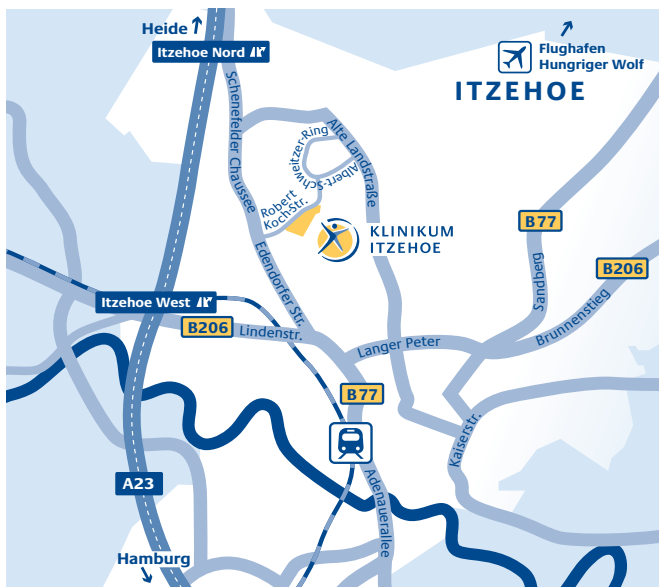 Heide
Itzehoe Nord
Flughafen
Hungriger Wolf
ITZEHOE
Schenefelder Chaussee
Alte Landstraße
Albert-Schweitzer-Ring
Robert
Koch-Str.
KLINIKUM
ITZEHOE
B77
Sandberg
B206
Brunnenstieg
Edendorfer Str.
Itzehoe West
B206
Lindenstr.
Langer Peter
B77
Kaiserstr.
Adenauerallee
A23
Hamburg